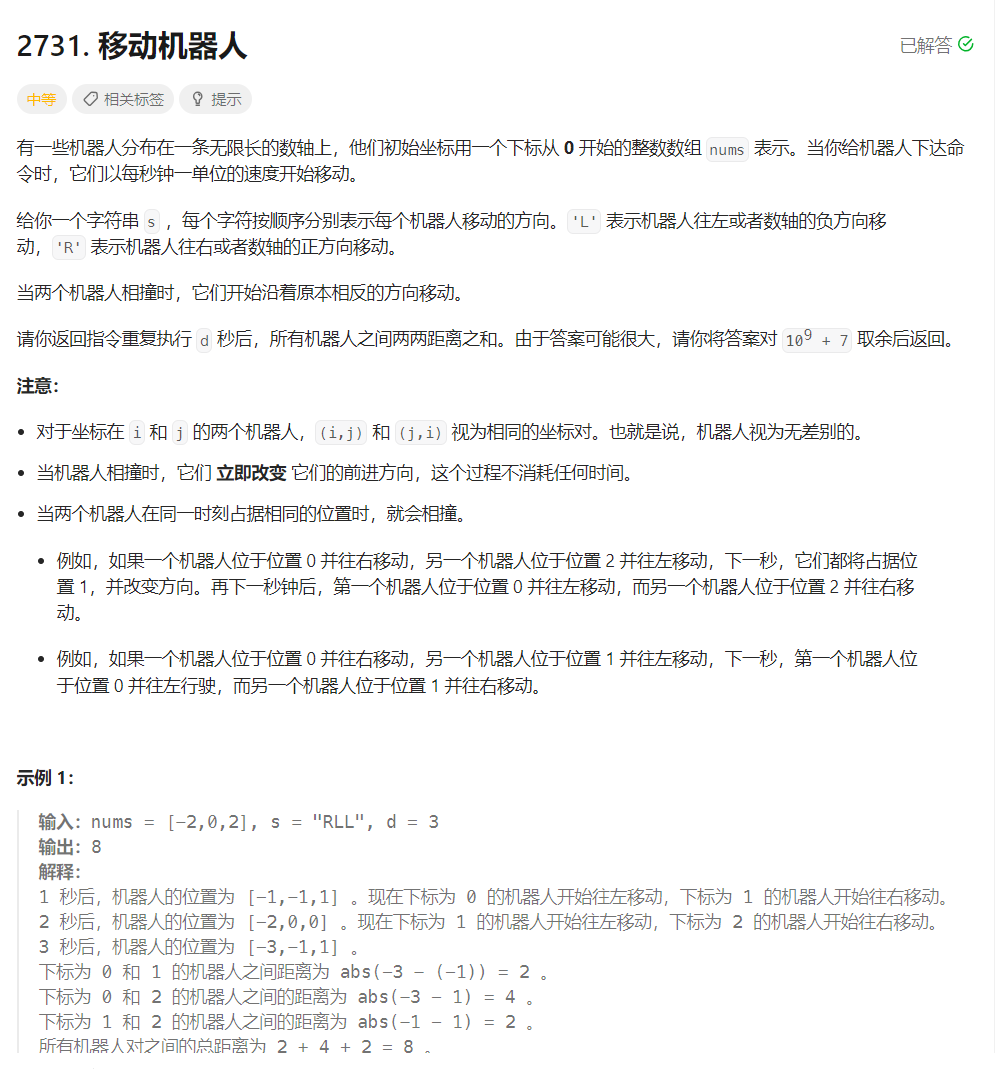 2731. 移动机器人
已解答
中等 相关标签 提示
有一些机器人分布在一条无限长的数轴上，他们初始坐标用一个下标从 0 开始的整数数组 nums 表示。当你给机器人下达命
令时，它们以每秒钟一单位的速度开始移动。
给你一个字符串 s ，每个字符按顺序分别表示每个机器人移动的方向。'L' 表示机器人往左或者数轴的负方向移
动，'R' 表示机器人往右或者数轴的正方向移动。
当两个机器人相撞时，它们开始沿着原本相反的方向移动。
请你返回指令重复执行 d 秒后，所有机器人之间两两距离之和。由于答案可能很大，请你将答案对 10⁹ + 7 取余后返回。
注意：
• 对于坐标在 i 和 j 的两个机器人，(i,j) 和 (j,i) 视为相同的坐标对。也就是说，机器人视为无差别的。
• 当机器人相撞时，它们 立即改变 它们的前进方向，这个过程不消耗任何时间。
• 当两个机器人在同一时刻占据相同的位置时，就会相撞。
• 例如，如果一个机器人位于位置 0 并往右移动，另一个机器人位于位置 2 并往左移动，下一秒，它们都将占据位
置 1，并改变方向。再下一秒钟后，第一个机器人位于位置 0 并往左移动，而另一个机器人位于位置 2 并往右移
动。
• 例如，如果一个机器人位于位置 0 并往右移动，另一个机器人位于位置 1 并往左移动，下一秒，第一个机器人位
于位置 0 并往左行驶，而另一个机器人位于位置 1 并往右移动。
示例 1：
输入：nums = [-2,0,2], s = "RLL", d = 3
输出：8
解释：
1 秒后，机器人的位置为 [-1,-1,1] 。现在下标为 0 的机器人开始往左移动，下标为 1 的机器人开始往右移动。
2 秒后，机器人的位置为 [-2,0,0] 。现在下标为 1 的机器人开始往左移动，下标为 2 的机器人开始往右移动。
3 秒后，机器人的位置为 [-3,-1,1] 。
下标为 0 和 1 的机器人之间距离为 abs(-3 - (-1)) = 2 。
下标为 0 和 2 的机器人之间的距离为 abs(-3 - 1) = 4 。
下标为 1 和 2 的机器人之间的距离为 abs(-1 - 1) = 2 。
所有机器人对之间的总距离为 2 + 4 + 2 = 8 。